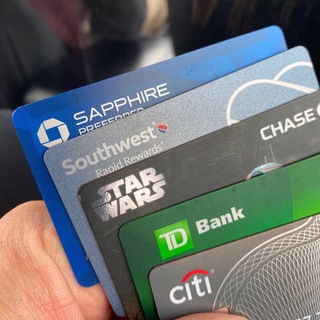 SAPPHIRE
PREFERRED
Southwest
Rapid Rewards®
CHASE
STAR
WARS
TD Bank
citi